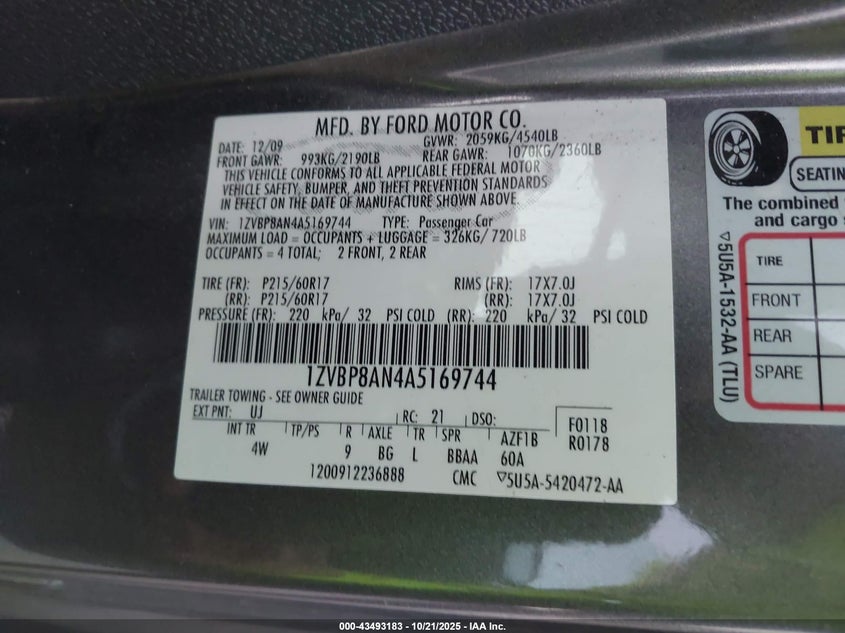 MFD. BY FORD MOTOR CO.
DATE: 12/09 GVWR: 2059KG/4540LB
FRONT GAWR: 993KG/2190LB REAR GAWR: 1070KG/2360LB
THIS VEHICLE CONFORMS TO ALL APPLICABLE FEDERAL MOTOR
VEHICLE SAFETY, BUMPER, AND THEFT PREVENTION STANDARDS
IN EFFECT ON THE DATE OF MANUFACTURE SHOWN ABOVE.
VIN: 1ZVBP8AN4A5169744 TYPE: Passenger Car
MAXIMUM LOAD = OCCUPANTS + LUGGAGE = 326KG/ 720LB
OCCUPANTS = 4 TOTAL; 2 FRONT, 2 REAR
TIRE (FR): P215/60R17 RIMS (FR): 17X7.0J
(RR): P215/60R17 (RR): 17X7.0J
PRESSURE (FR): 220 kPa/ 32 PSI COLD (RR): 220 kPa/ 32 PSI COLD
1ZVBP8AN4A5169744
TRAILER TOWING - SEE OWNER GUIDE
EXT PNT: UJ RC: 21 DSO: F0118
INT TR TP/PS R AXLE TR SPR AZF1B R0178
4W 9 BG L BBAA 60A
1200912236888 CMC ▽5U5A-5420472-AA
TIR
SEATING
The combined
and cargo s
TIRE
FRONT
REAR
SPARE
▽5U5A-1532-AA (TLU)
000-43493183 - 10/21/2025 - IAA Inc.